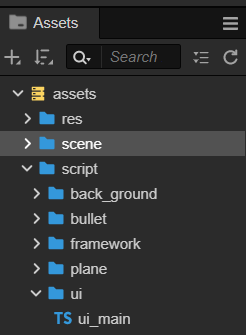 Assets
Search
assets
res
scene
script
back_ground
bullet
framework
plane
ui
TS ui_main